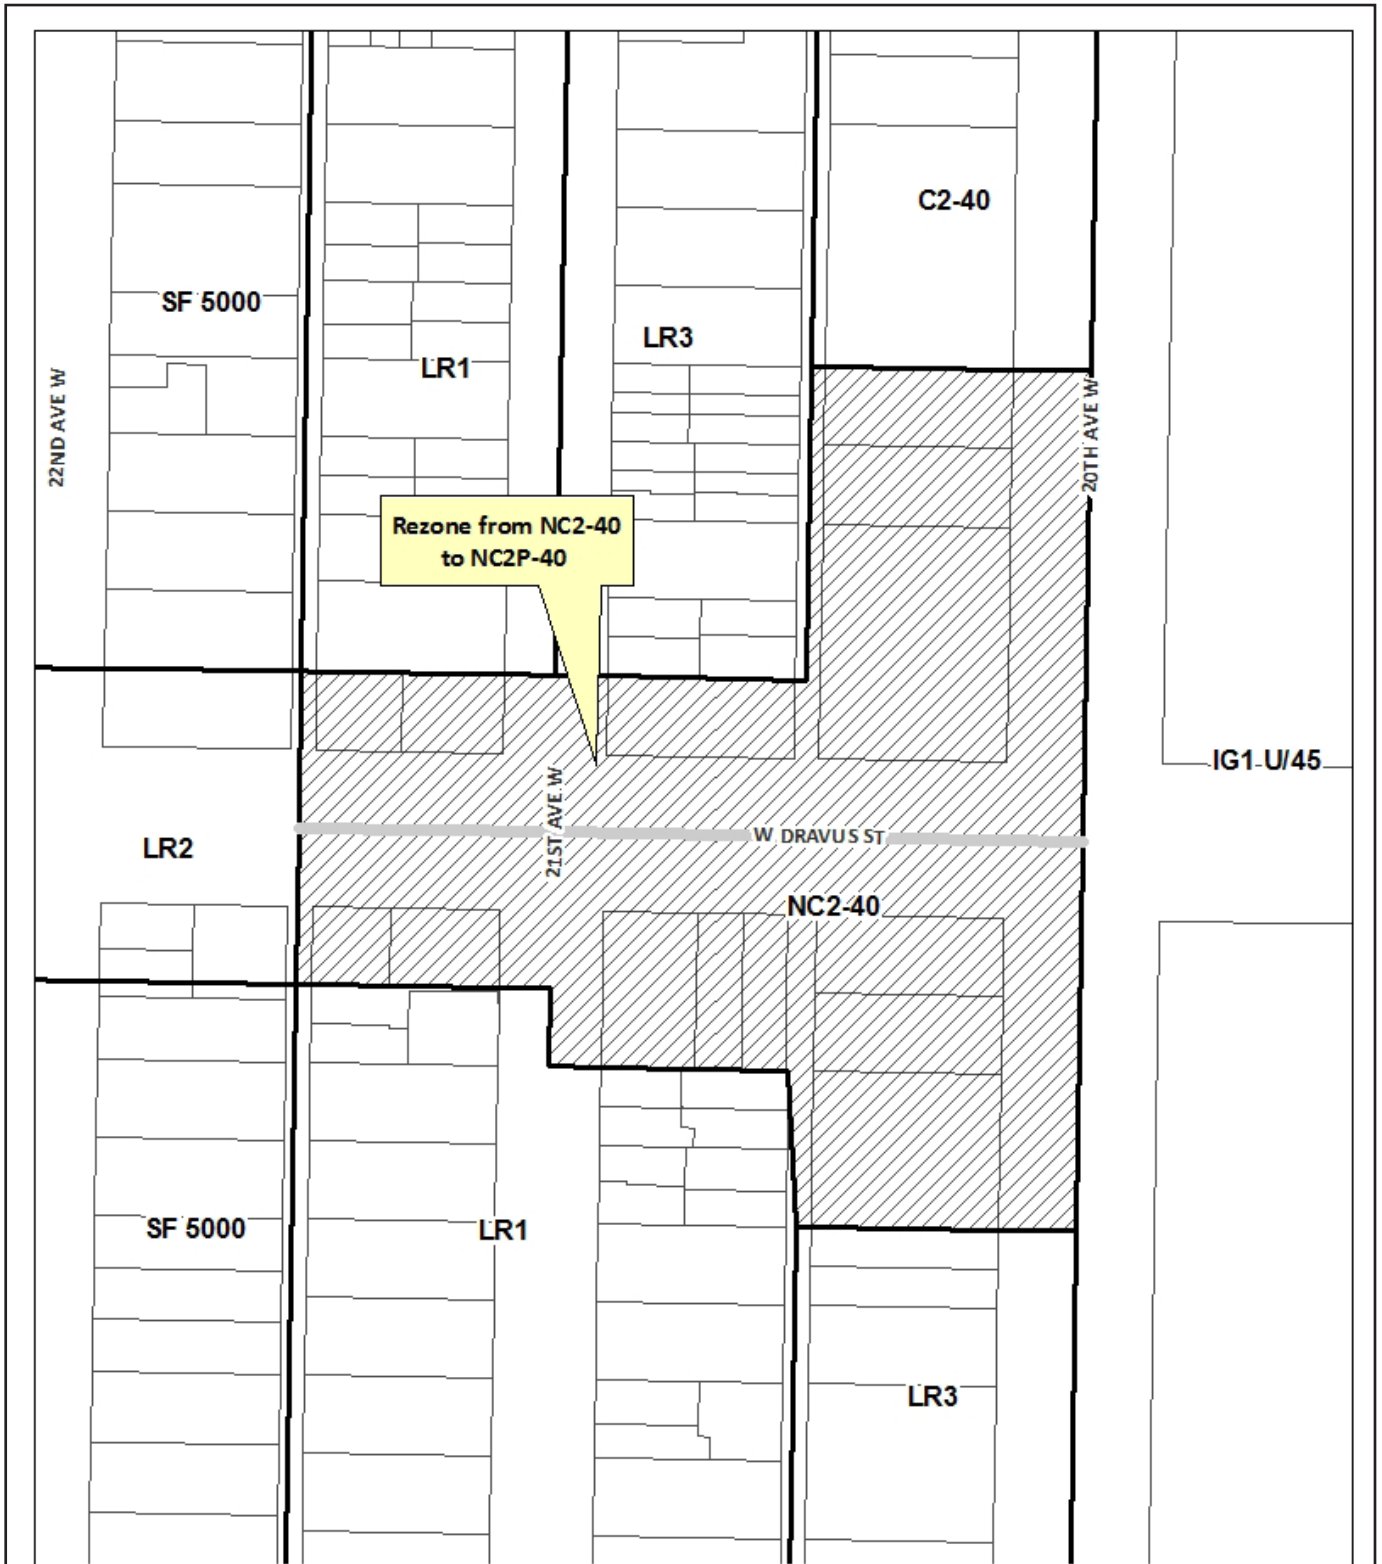 C2-40
SF 5000
LR3
LR1
22ND AVE W
20TH AVE W
Rezone from NC2-40
to NC2P-40
IG1 U/45
21ST AVE W
W DRAVUS ST
LR2
NC2-40
SF 5000
LR1
LR3